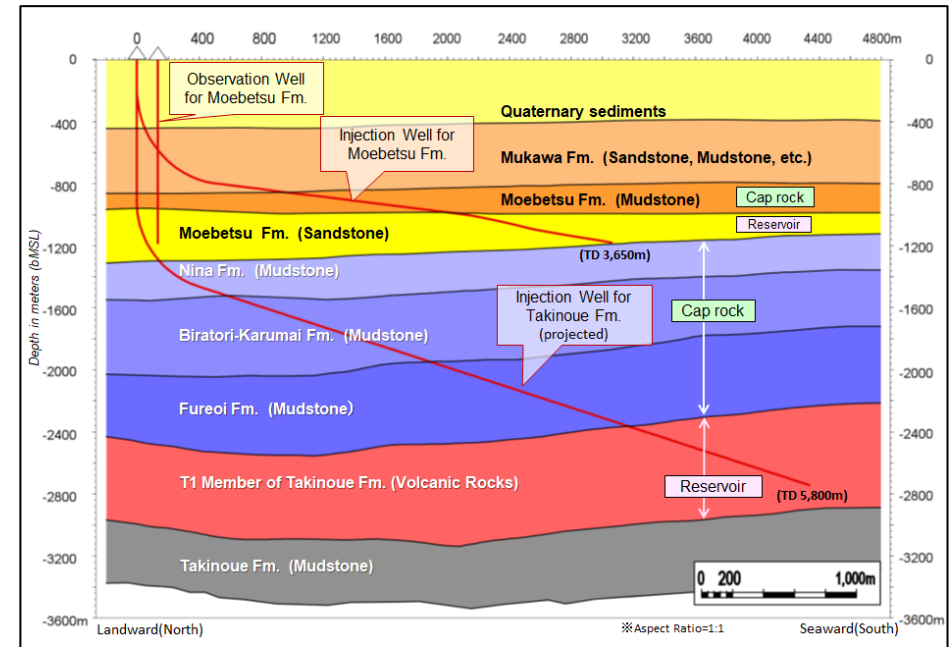 0 400 800 1200 1600 2000 2400 2800 3200 3600 4000 4400 4800m
0
-400
-800
-1200
-1600
-2000
-2400
-2800
-3200
-3600m
Depth in meters (bMSL)
Observation Well
for Moebetsu Fm.
Injection Well for
Moebetsu Fm.
Quaternary sediments
Mukawa Fm. (Sandstone, Mudstone, etc.)
Moebetsu Fm. (Mudstone)
Cap rock
Moebetsu Fm. (Sandstone)
Reservoir
(TD 3,650m)
Nina Fm. (Mudstone)
Injection Well for
Takinoue Fm.
(projected)
Cap rock
Biratori-Karumai Fm. (Mudstone)
Fureoi Fm. (Mudstone)
T1 Member of Takinoue Fm. (Volcanic Rocks)
Reservoir
(TD 5,800m)
Takinoue Fm. (Mudstone)
0 200 1,000m
0
-400
-800
-1200
-1600
-2000
-2400
-2800
-3200
-3600m
Landward(North)
※Aspect Ratio=1:1
Seaward(South)